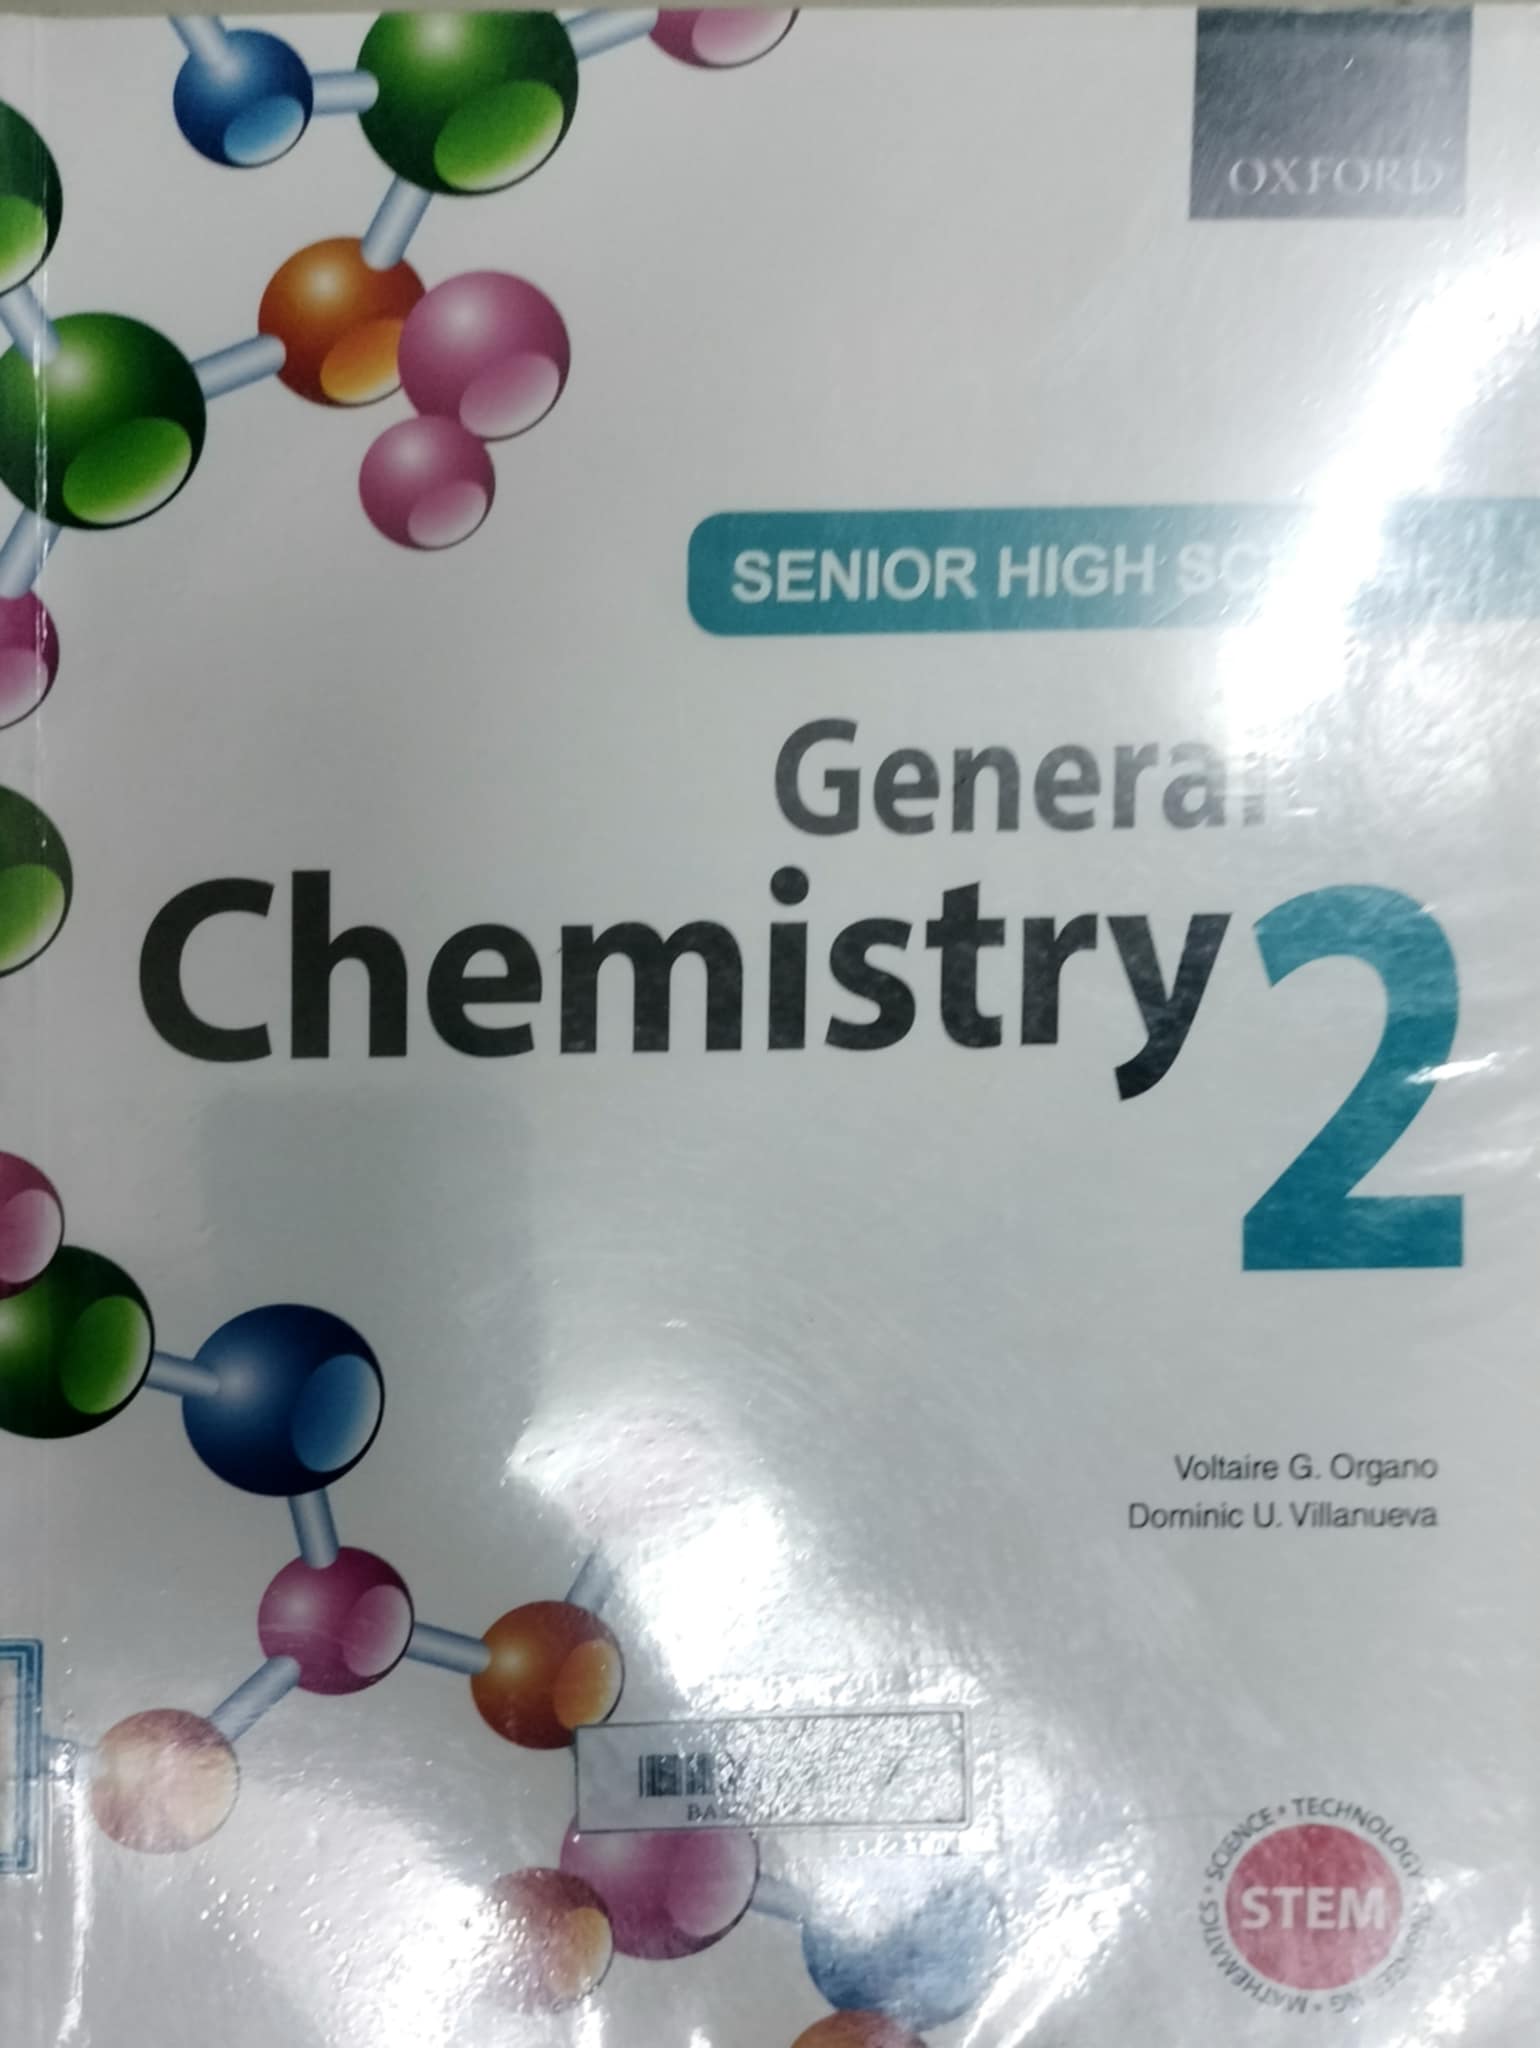 OXFORD
SENIOR HIGH
General
Chemistry 2
Voltaire G. Organo
Dominic U. Villanueva
SCIENCE • TECHNOLOGY • MATHEMATICS •
STEM